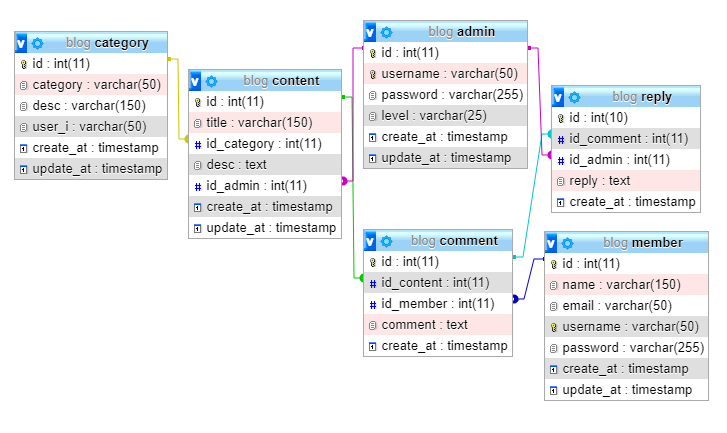 blog category
id : int(11)
category : varchar(50)
desc : varchar(150)
user_i : varchar(50)
create_at : timestamp
update_at : timestamp
blog content
id : int(11)
title : varchar(150)
id_category : int(11)
desc : text
id_admin : int(11)
create_at : timestamp
update_at : timestamp
blog admin
id : int(11)
username : varchar(50)
password : varchar(255)
level : varchar(25)
create_at : timestamp
update_at : timestamp
blog comment
id : int(11)
id_content : int(11)
id_member : int(11)
comment : text
create_at : timestamp
blog reply
id : int(10)
id_comment : int(11)
id_admin : int(11)
reply : text
create_at : timestamp
blog member
id : int(11)
name : varchar(150)
email : varchar(50)
username : varchar(50)
password : varchar(255)
create_at : timestamp
update_at : timestamp